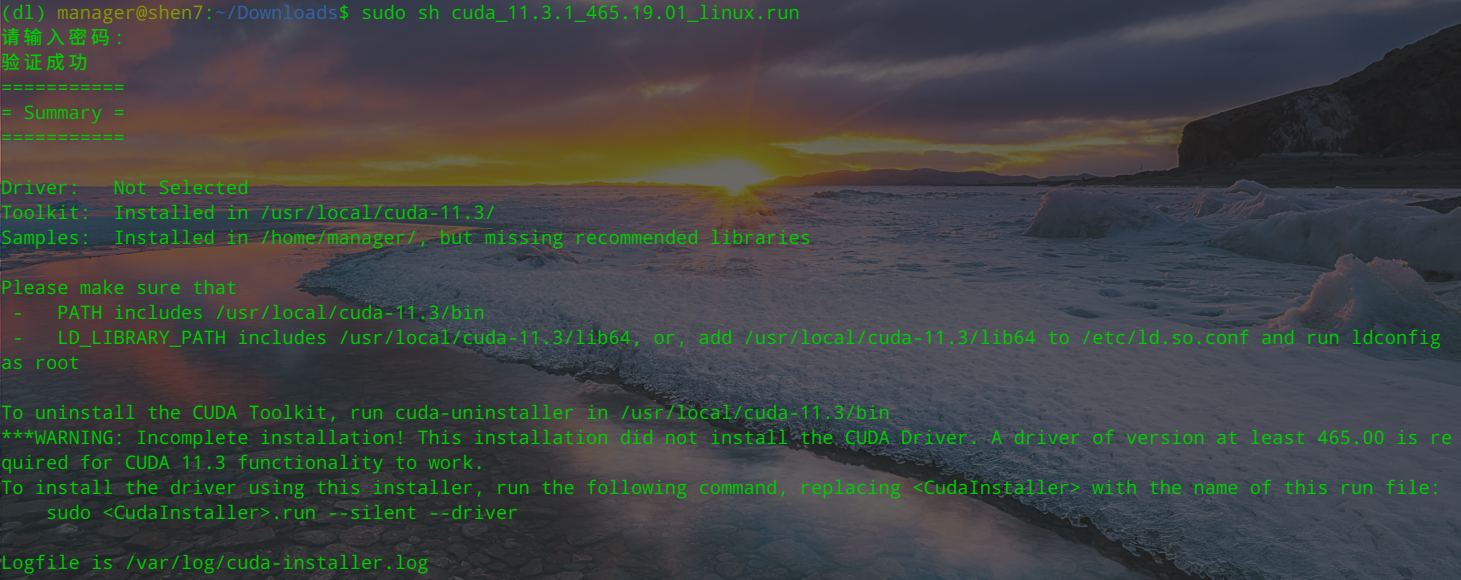 (dl) manager@shen7:~/Downloads$ sudo sh cuda_11.3.1_465.19.01_linux.run
请输入密码:
验证成功
===========
= Summary =
===========
Driver:   Not Selected
Toolkit:  Installed in /usr/local/cuda-11.3/
Samples:  Installed in /home/manager/, but missing recommended libraries
Please make sure that
 -   PATH includes /usr/local/cuda-11.3/bin
 -   LD_LIBRARY_PATH includes /usr/local/cuda-11.3/lib64, or, add /usr/local/cuda-11.3/lib64 to /etc/ld.so.conf and run ldconfig
as root
To uninstall the CUDA Toolkit, run cuda-uninstaller in /usr/local/cuda-11.3/bin
***WARNING: Incomplete installation! This installation did not install the CUDA Driver. A driver of version at least 465.00 is re
quired for CUDA 11.3 functionality to work.
To install the driver using this installer, run the following command, replacing <CudaInstaller> with the name of this run file:
    sudo <CudaInstaller>.run --silent --driver
Logfile is /var/log/cuda-installer.log